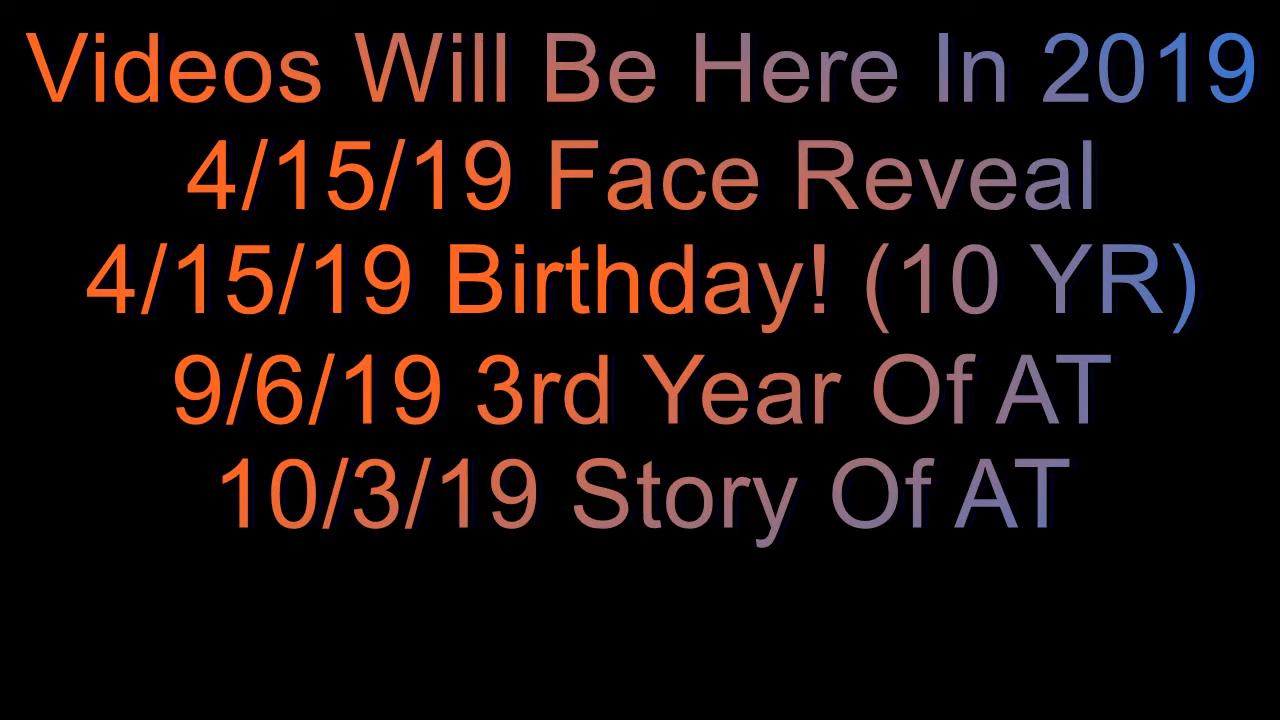 Videos Will Be Here In 2019
4/15/19 Face Reveal
4/15/19 Birthday! (10 YR)
9/6/19 3rd Year Of AT
10/3/19 Story Of AT